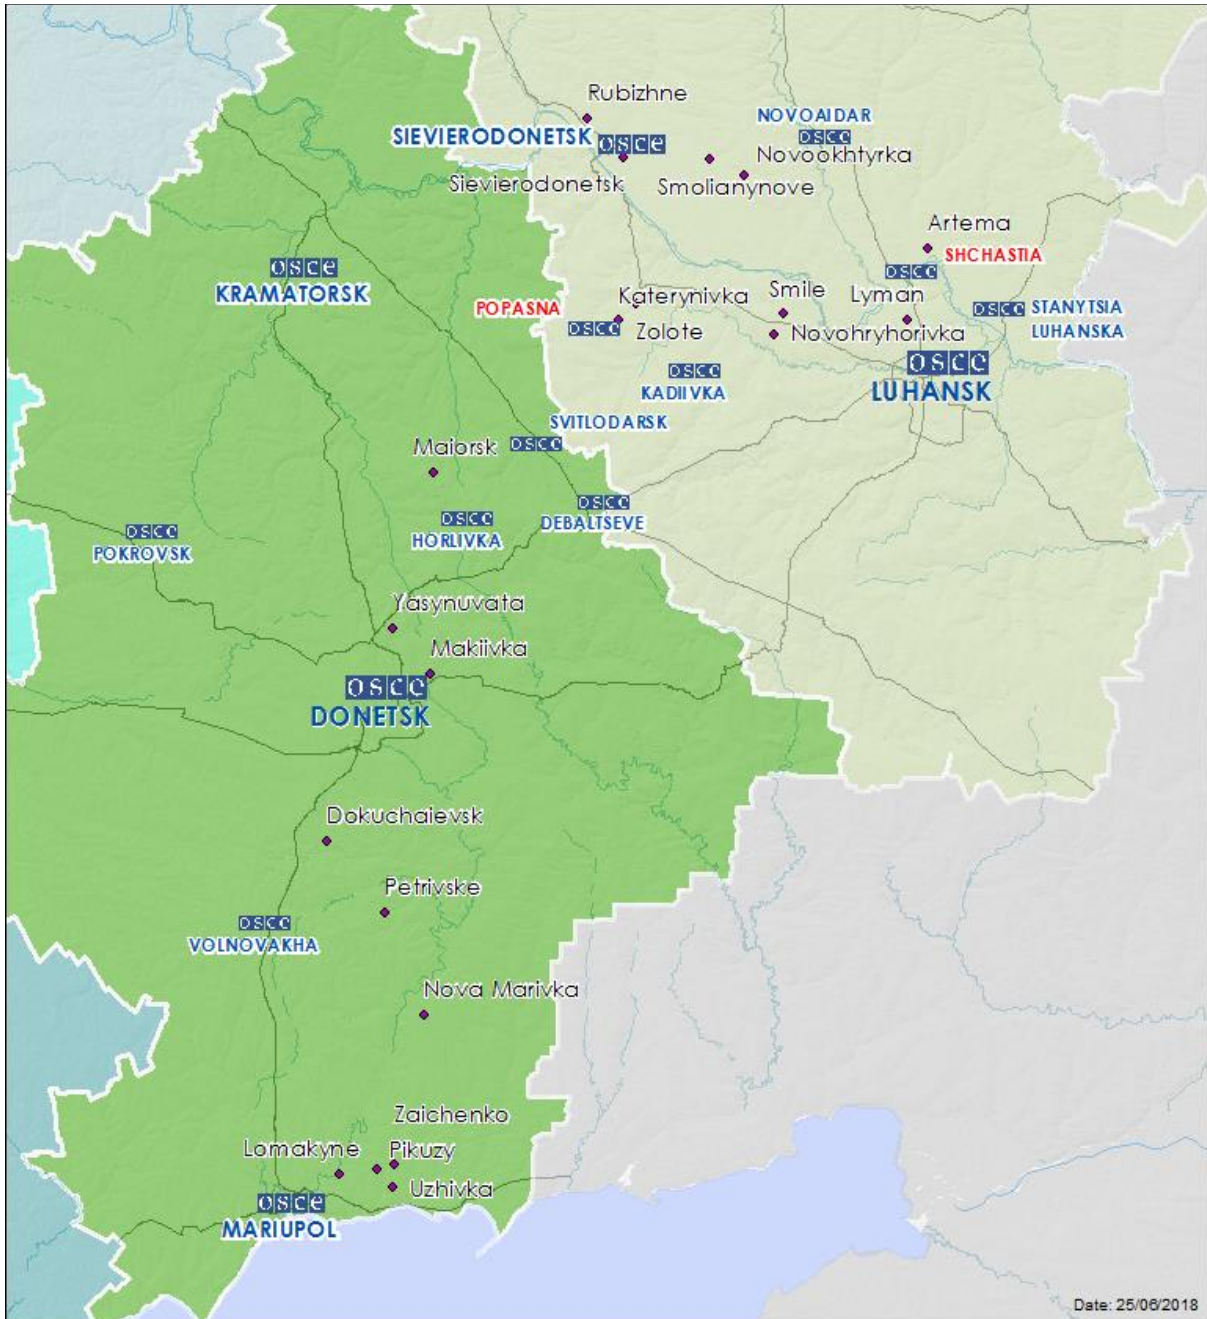 Rubizhne
NOVOAIDAR
SIEVIERODONETSK
osce
osce
Novookhtyrka
Sievierodonetsk
Smolianynove
Artema
SHCHASTIA
osce
osce
KRAMATORSK
Katerynivka
Smile
Lyman
POPASNA
osce
STANYTSIA
LUHANSKA
osce
Zolote
Novohryhorivka
osce
LUHANSK
osce
KADIIVKA
SVITLODARSK
osce
Maiorsk
osce
DEBALTSEVE
osce
HORLIVKA
osce
POKROVSK
Yasynuvata
Makiivka
osce
DONETSK
Dokuchaievsk
Petrivske
osce
VOLNOVAKHA
Nova Marivka
Zaichenko
Lomakyne
Pikuzy
Uzhivka
osce
MARIUPOL
Date: 25/06/2018